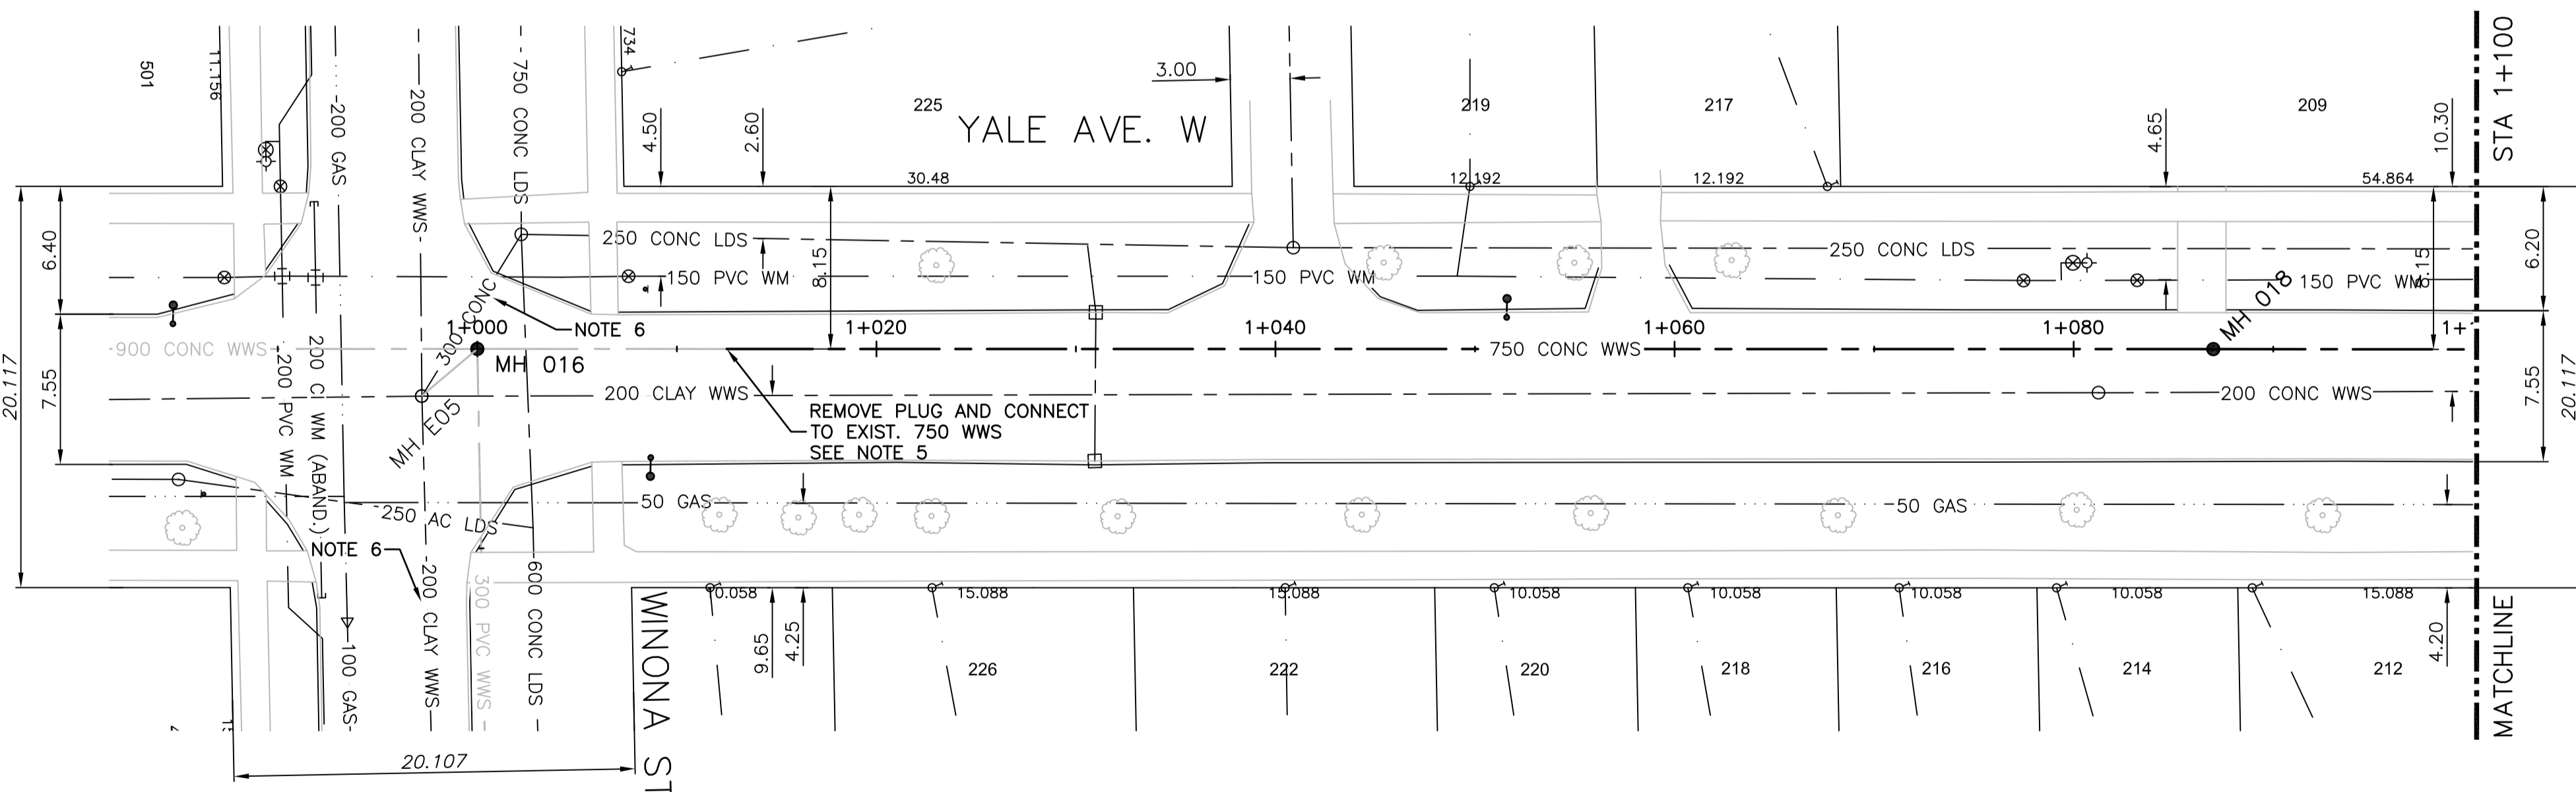 501
11.156
-200 GAS
-200 CLAY WWS-
-750 CONC LDS
734
4.50
2.60
225
YALE AVE. W
3.00
219
217
4.65
209
10.30
STA 1+100
30.48
12.192
12.192
54.864
6.40
250 CONC LDS
150 PVC WM
8.15
150 PVC WM
250 CONC LDS
150 PVC WM
6.20
300 CONC
NOTE 6
1+000
1+020
1+040
1+060
1+080
MH 018
-900 CONC WWS-
MH 016
750 CONC WWS
20.117
7.55
200 PVC WM
200 CI WM (ABAND.)
MH E05
200 CLAY WWS
REMOVE PLUG AND CONNECT
TO EXIST. 750 WWS
SEE NOTE 5
200 CONC WWS
7.55
20.117
50 GAS
50 GAS
250 AC LDS
NOTE 6
-200 CLAY WWS
300 PVC WWS
600 CONC LDS
100 GAS
WINONA ST
10.058
15.088
15.088
10.058
10.058
10.058
10.058
15.088
9.65
4.25
226
222
220
218
216
214
212
4.20
MATCHLINE
20.107